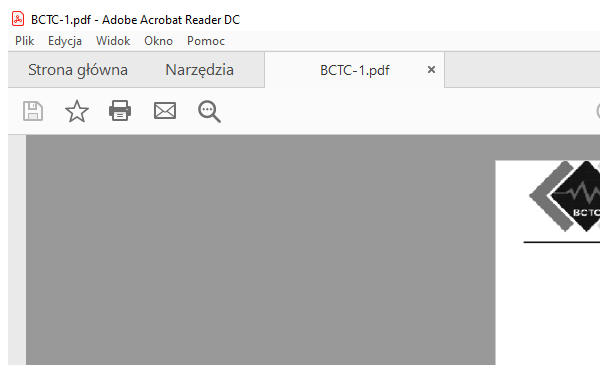 BCTC-1.pdf - Adobe Acrobat Reader DC
Plik Edycja Widok Okno Pomoc
Strona główna Narzędzia BCTC-1.pdf ×
BCTC